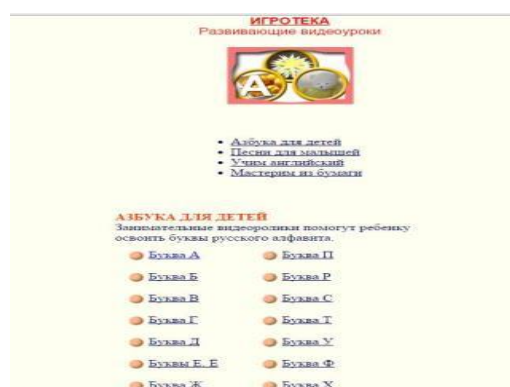 ИГРОТЕКА
Развивающие видеоуроки
А
Азбука для детей
Песни для малышей
Учим английский
Мастерим из бумаги
АЗБУКА ДЛЯ ДЕТЕЙ
Занимательные видеоролики помогут ребенку
освоить буквы русского алфавита.
Буква А Буква П
Буква Б Буква Р
Буква В Буква С
Буква Г Буква Т
Буква Д Буква У
Буквы Е, Ё Буква Ф
Буква Ж Буква Х